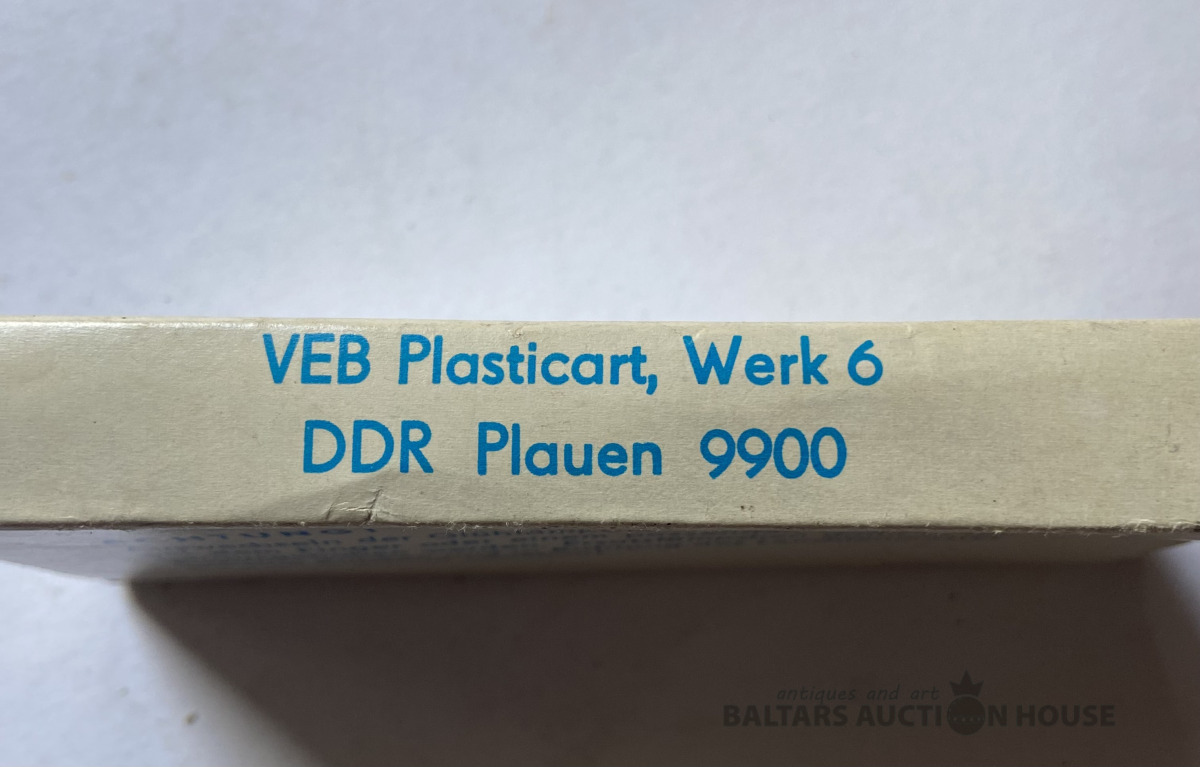 VEB Plasticart, Werk 6
DDR Plauen 9900
antiques and art
BALTARS AUCTION HOUSE